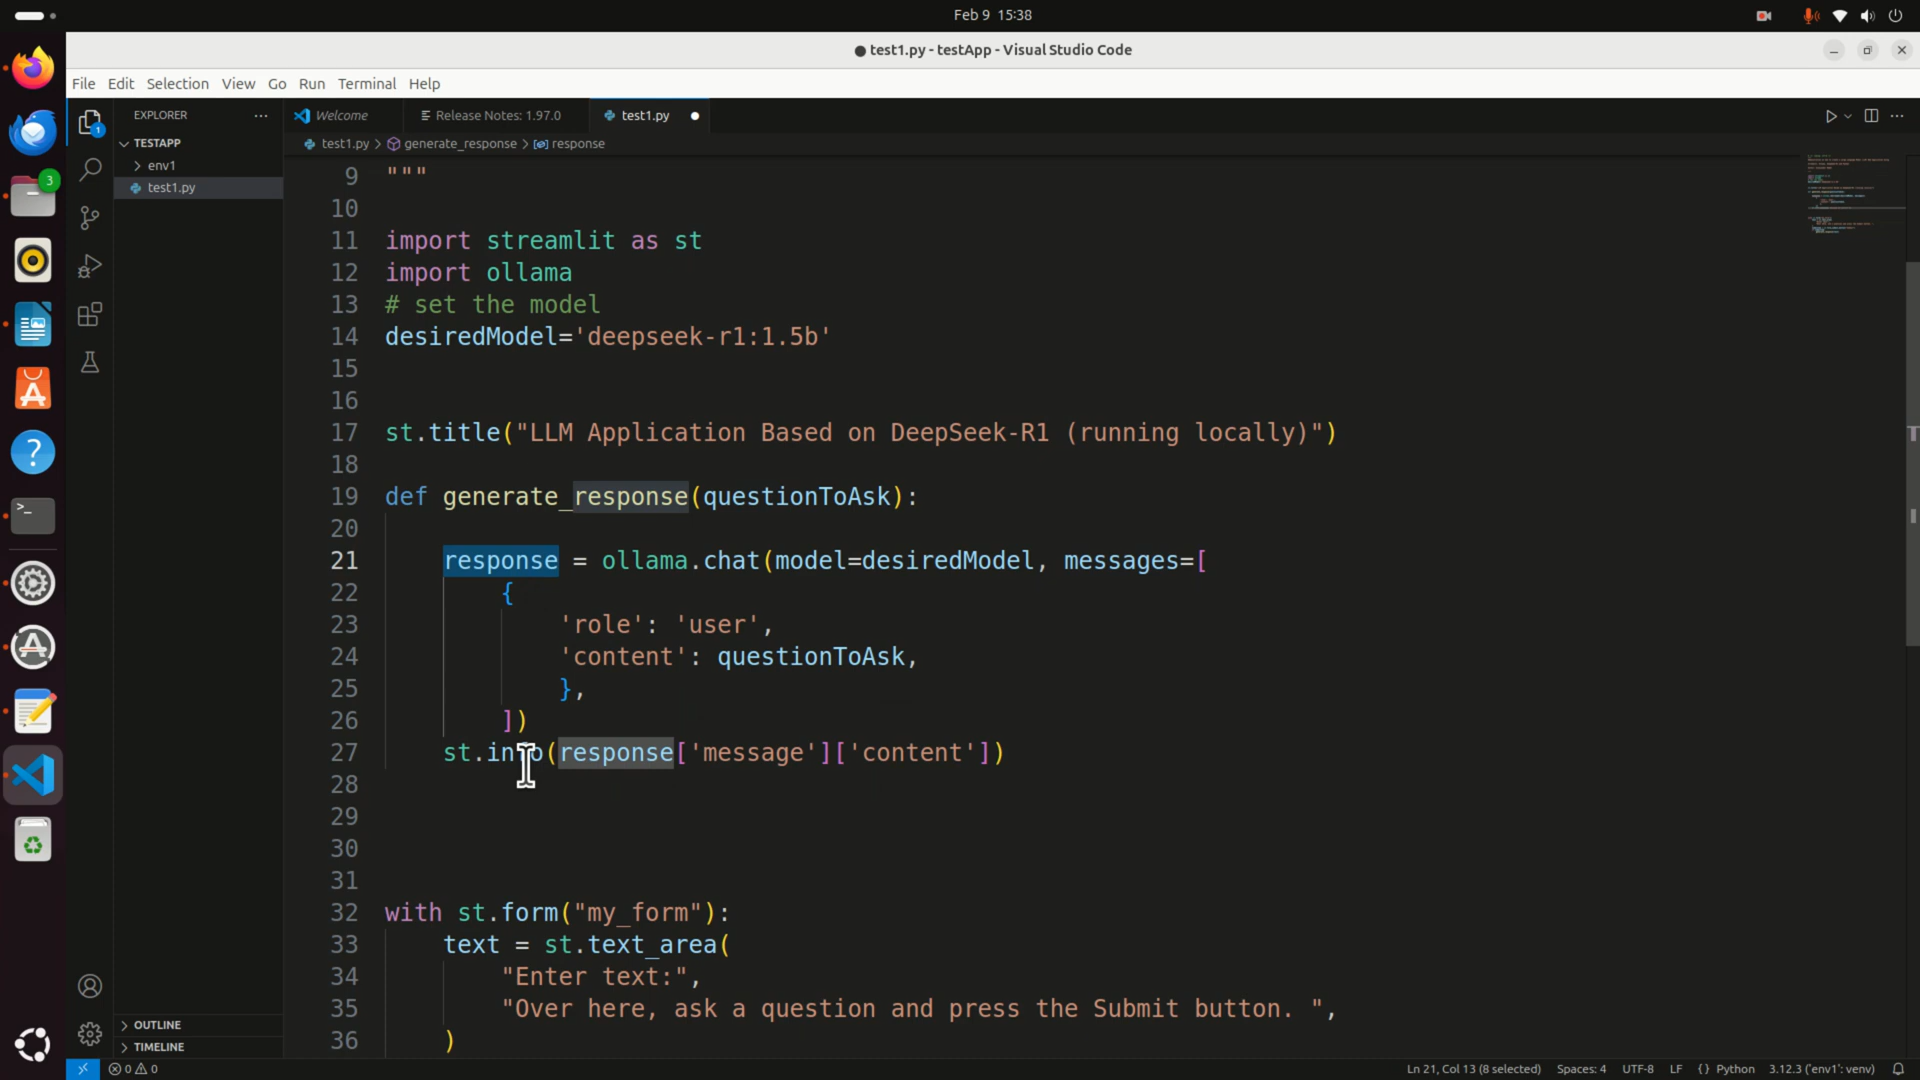 Feb 9 15:38
● test1.py - testApp - Visual Studio Code
File Edit Selection View Go Run Terminal Help
EXPLORER
Welcome
Release Notes: 1.97.0
test1.py
TESTAPP
env1
test1.py
OUTLINE
TIMELINE
test1.py > generate_response > response
9 """
10
11 import streamlit as st
12 import ollama
13 # set the model
14 desiredModel='deepseek-r1:1.5b'
15
16
17 st.title("LLM Application Based on DeepSeek-R1 (running locally)")
18
19 def generate_response(questionToAsk):
20
21 response = ollama.chat(model=desiredModel, messages=[
22 {
23 'role': 'user',
24 'content': questionToAsk,
25 },
26 ])
27 st.info(response['message']['content'])
28
29
30
31
32 with st.form("my_form"):
33 text = st.text_area(
34 "Enter text:",
35 "Over here, ask a question and press the Submit button. ",
36 )
3
1
0 0
Ln 21, Col 13 (8 selected) Spaces: 4 UTF-8 LF {} Python 3.12.3 ('env1': venv)